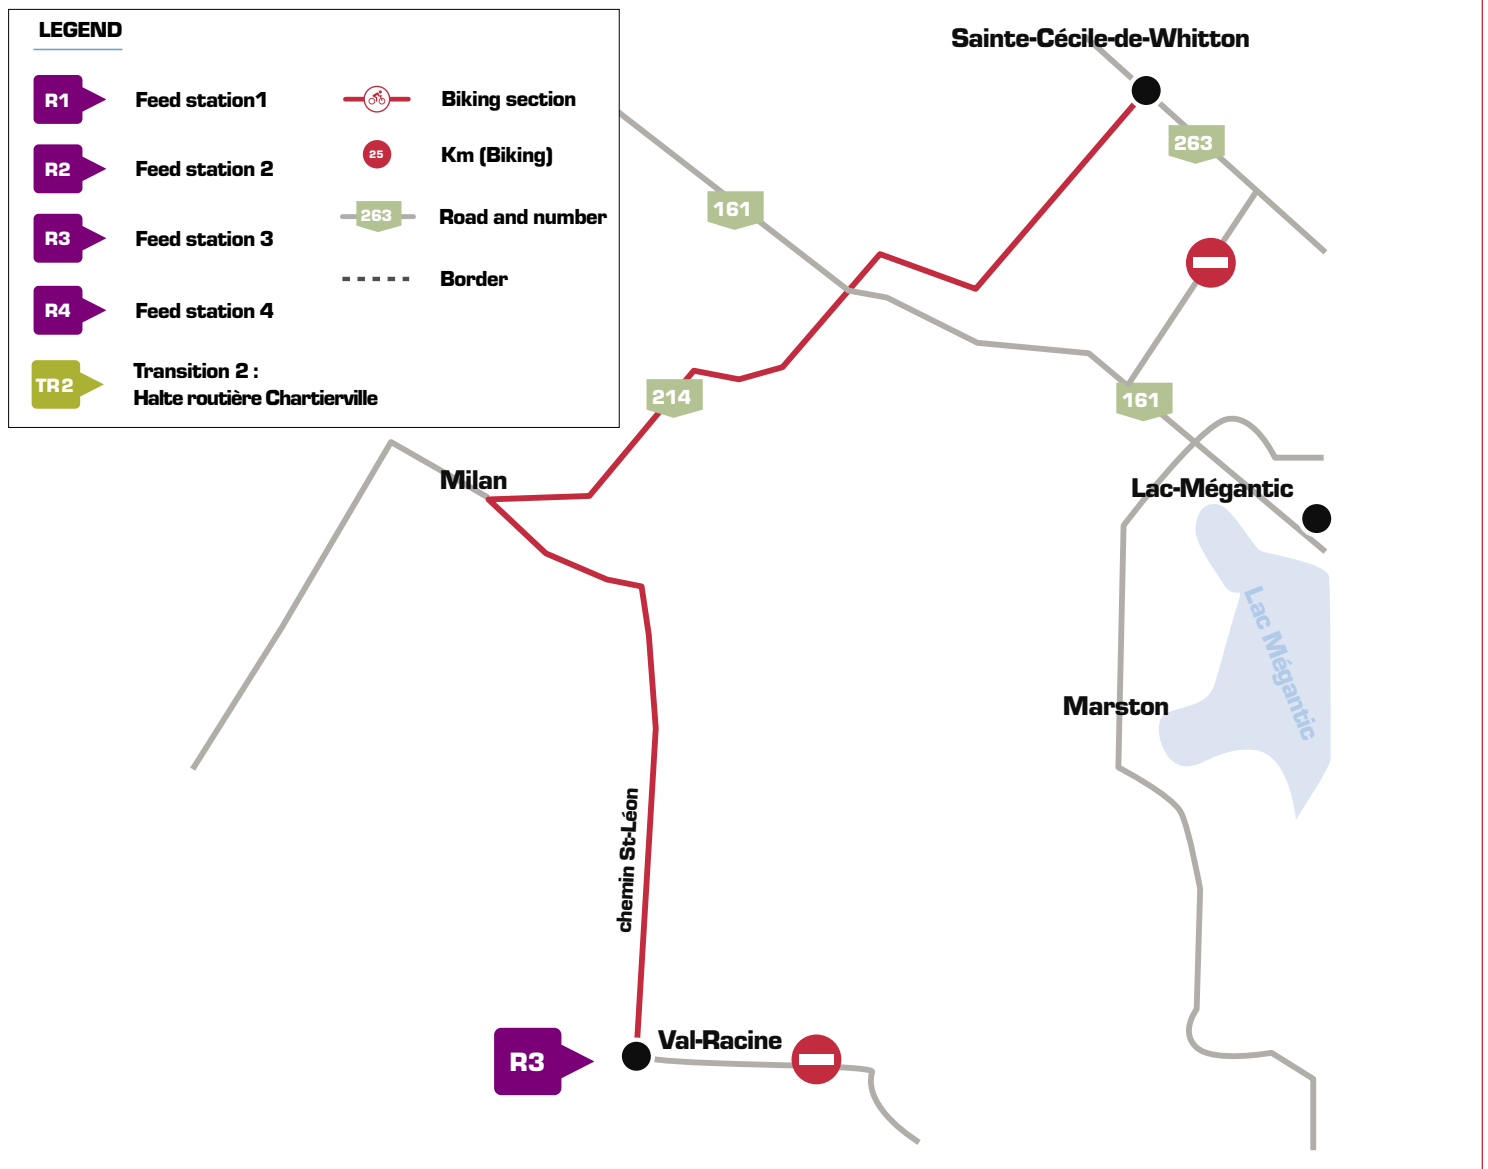 LEGEND
R1
Feed station1
R2
Feed station 2
R3
Feed station 3
R4
Feed station 4
TR2
Transition 2 :
Halte routière Chartierville
Biking section
25
Km (Biking)
263
Road and number
Border
Sainte-Cécile-de-Whitton
263
161
214
161
Milan
Lac-Mégantic
Lac Mégantic
Marston
chemin St-Léon
R3
Val-Racine